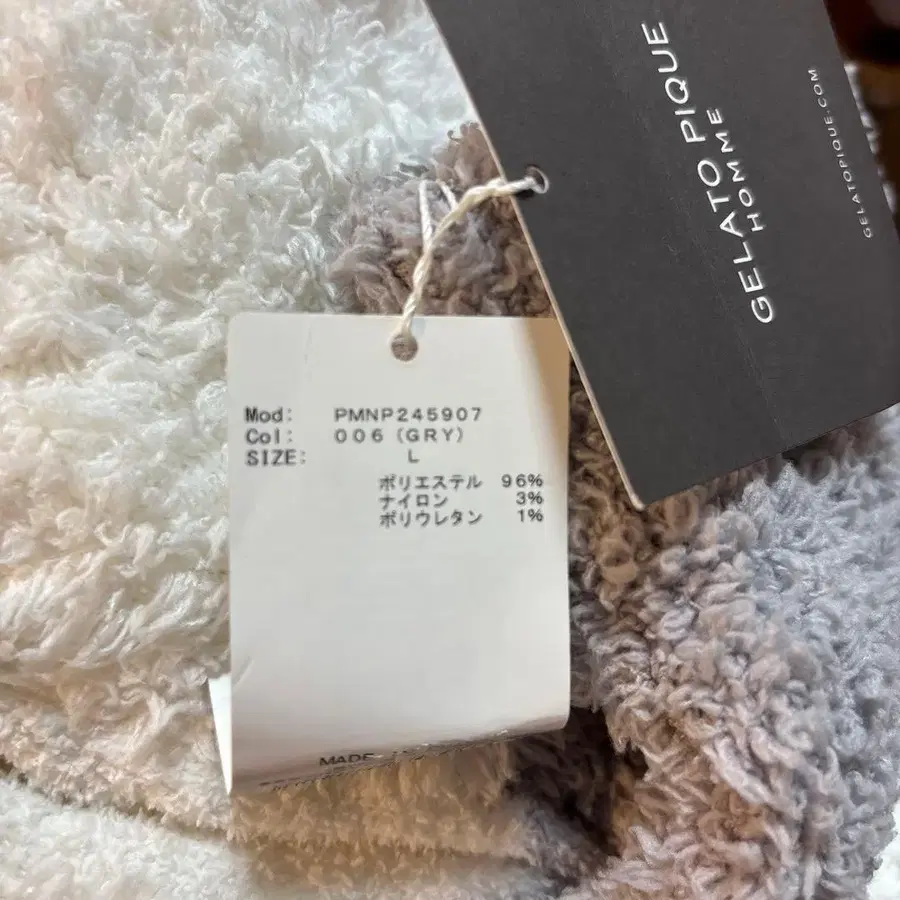 GELATO PIQUE
HOMME
GELATOPIQUE.COM
Mod: PMNP245907
Col: 006 (GRY)
SIZE: L
ポリエステル 96%
ナイロン 3%
ポリウレタン 1%
MADE